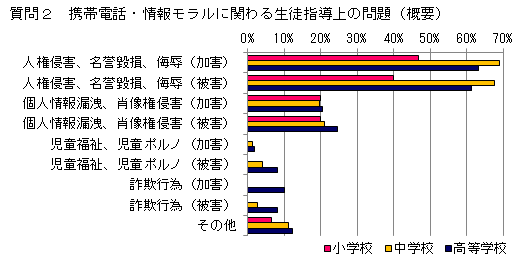 質問２　携帯電話・情報モラルに関わる生徒指導上の問題（概要）
0% 10% 20% 30% 40% 50% 60% 70%
人権侵害、名誉毀損、侮辱（加害）
人権侵害、名誉毀損、侮辱（被害）
個人情報漏洩、肖像権侵害（加害）
個人情報漏洩、肖像権侵害（被害）
児童福祉、児童ポルノ（加害）
児童福祉、児童ポルノ（被害）
詐欺行為（加害）
詐欺行為（被害）
その他
小学校 中学校 高等学校